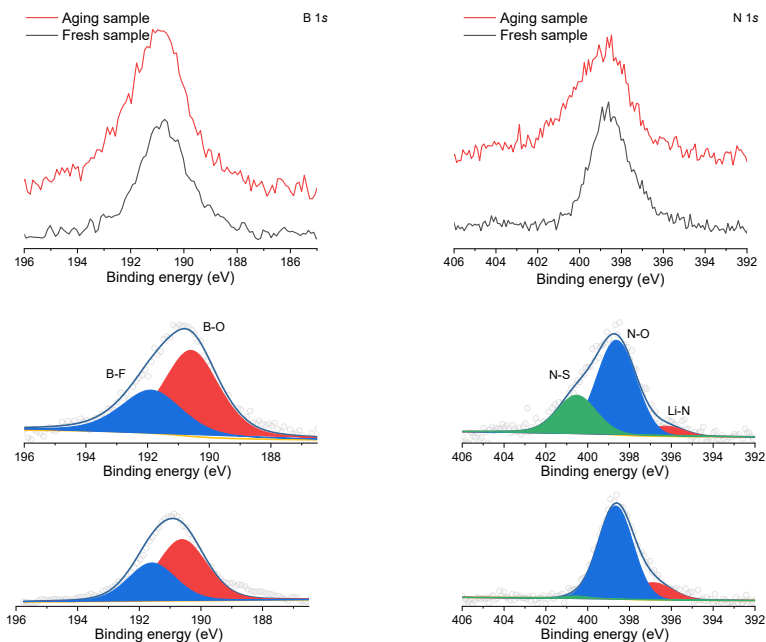 Aging sample
Fresh sample
B 1s
196 194 192 190 188 186
Binding energy (eV)
Aging sample
Fresh sample
N 1s
406 404 402 400 398 396 394 392
Binding energy (eV)
B-O
B-F
196 194 192 190 188
Binding energy (eV)
N-O
N-S
Li-N
406 404 402 400 398 396 394 392
Binding energy (eV)
196 194 192 190 188
Binding energy (eV)
406 404 402 400 398 396 394 392
Binding energy (eV)